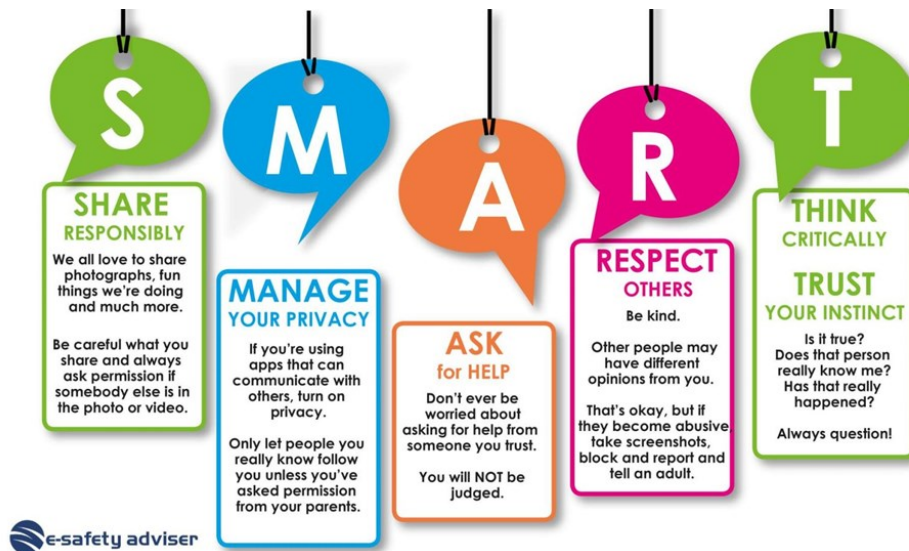 S
SHARE
RESPONSIBLY
We all love to share
photographs, fun
things we're doing
and much more.
Be careful what you
share and always
ask permission if
somebody else is in
the photo or video.
M
MANAGE
YOUR PRIVACY
If you're using
apps that can
communicate with
others, turn on
privacy.
Only let people you
really know follow
you unless you've
asked permission
from your parents.
A
ASK
for HELP
Don't ever be
worried about
asking for help from
someone you trust.
You will NOT be
judged.
R
RESPECT
OTHERS
Be kind.
Other people may
have different
opinions from you.
That's okay, but if
they become abusive,
take screenshots,
block and report and
tell an adult.
T
THINK
CRITICALLY
TRUST
YOUR INSTINCT
Is it true?
Does that person
really know me?
Has that really
happened?
Always question!
e-safety adviser